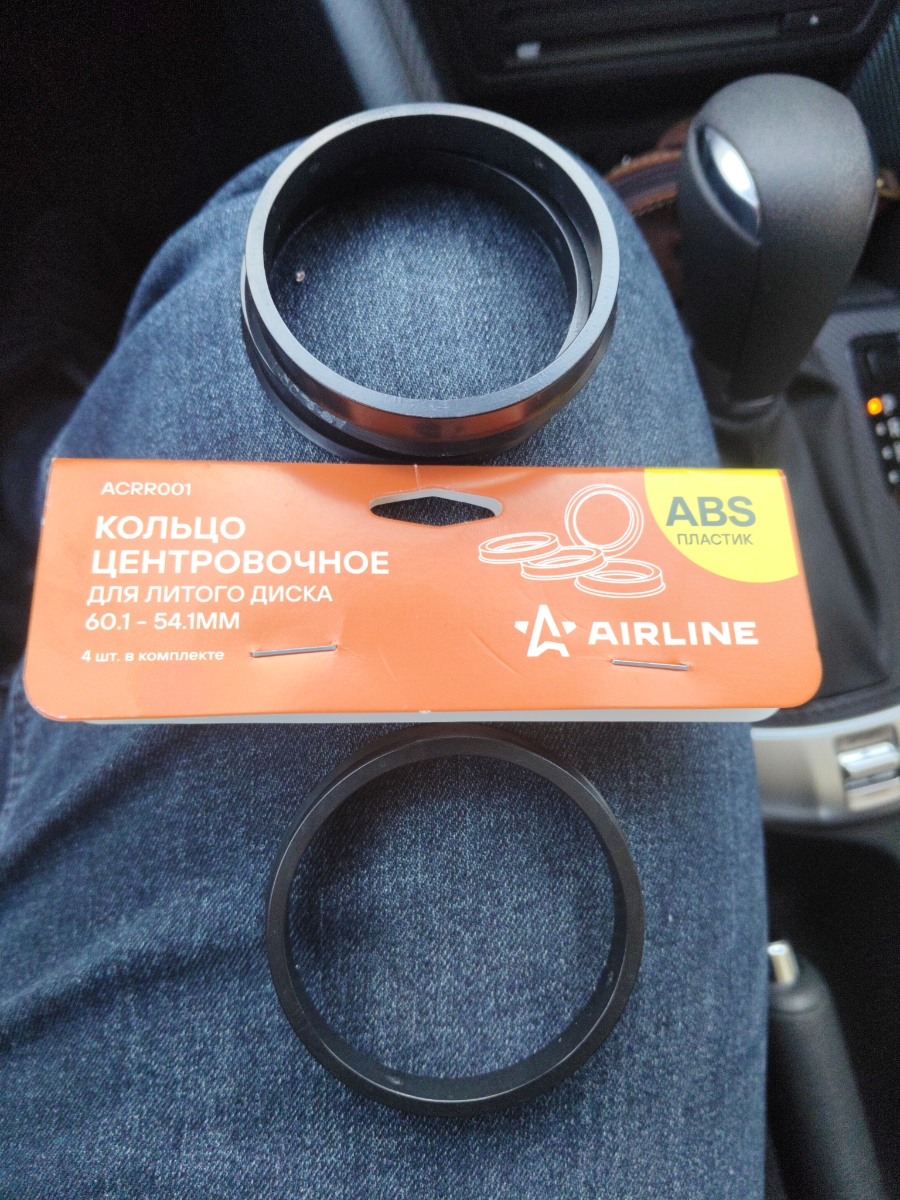 ACRR001
КОЛЬЦО
ЦЕНТРОВОЧНОЕ
ДЛЯ ЛИТОГО ДИСКА
60.1 - 54.1ММ
4 шт. в комплекте
ABS
ПЛАСТИК
AIRLINE